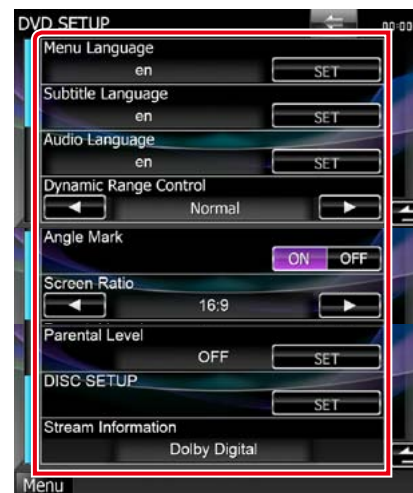 DVD SETUP
00:00
Menu Language
en
SET
Subtitle Language
en
SET
Audio Language
en
SET
Dynamic Range Control
Normal
Angle Mark
ON OFF
Screen Ratio
16:9
Parental Level
OFF
SET
DISC SETUP
SET
Stream Information
Dolby Digital
Menu